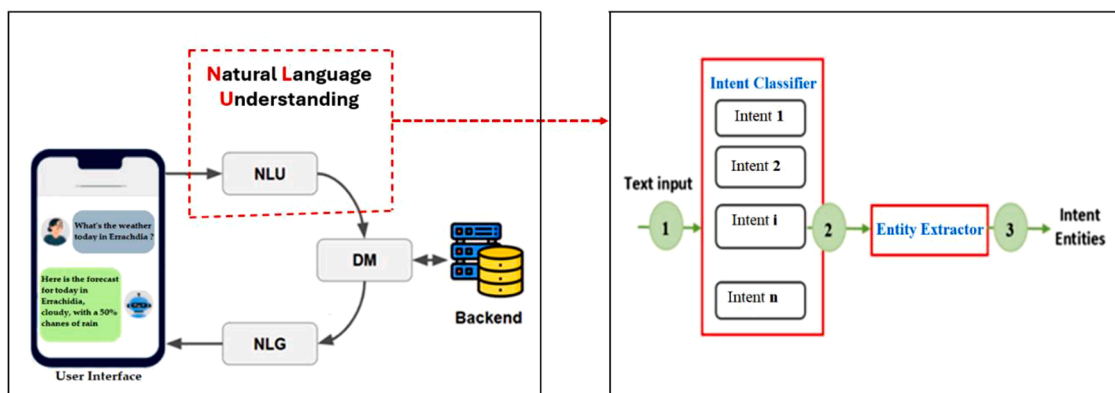 Natural Language
Understanding
NLU
What's the weather
today in Errachdia ?
DM
Here is the forecast
for today in
Errachidia,
cloudy, with a 50%
chanes of rain
Backend
NLG
User Interface
Intent Classifier
Intent 1
Intent 2
Text input
1
Intent i
2
Entity Extractor
3
Intent
Entities
Intent n